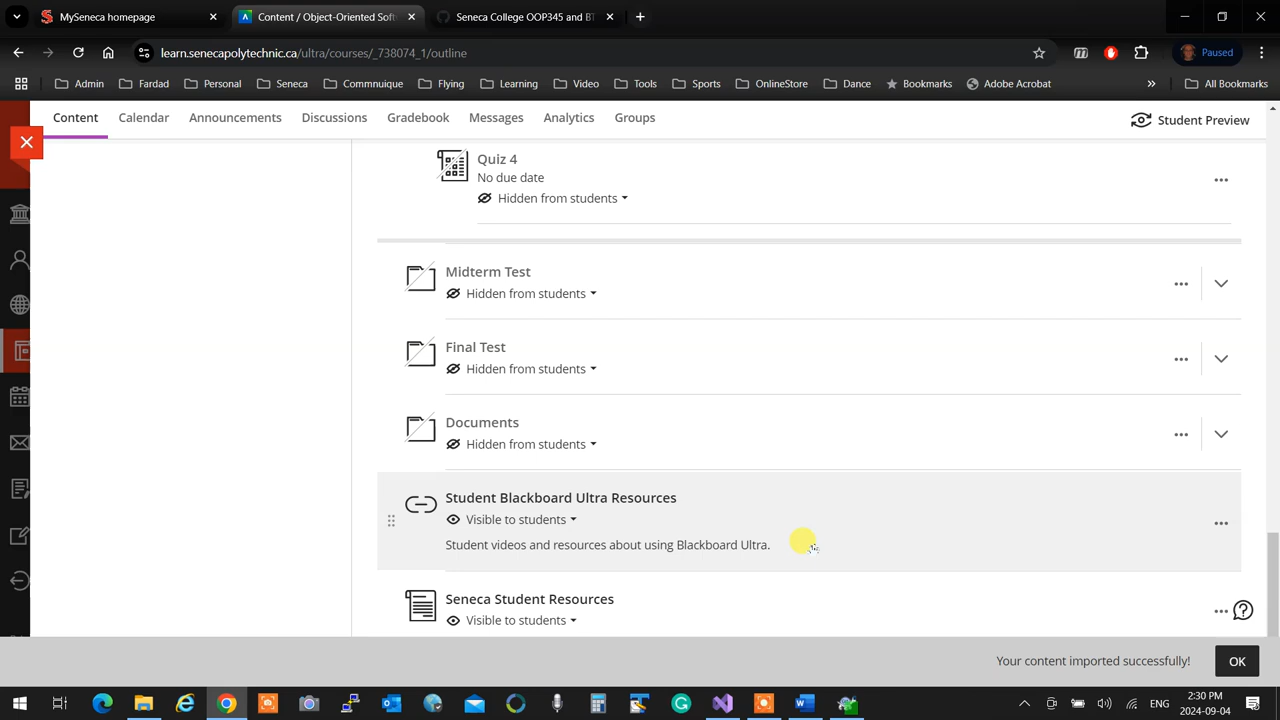 MySeneca homepage
Content / Object-Oriented Soft
Seneca College OOP345 and BT
learn.senecapolytechnic.ca/ultra/courses/_738074_1/outline
Paused
Admin Fardad Personal Seneca Commnuique Flying Video Tools Sports OnlineStore Dance Bookmarks Adobe Acrobat » All Bookmarks
Content Calendar Announcements Discussions Gradebook Messages Analytics Groups
Student Preview
Quiz 4
No due date
Hidden from students
Midterm Test
Hidden from students
Final Test
Hidden from students
Documents
Hidden from students
Student Blackboard Ultra Resources
Visible to students
Student videos and resources about using Blackboard Ultra.
Seneca Student Resources
Visible to students
Your content imported successfully! OK
ENG
2:30 PM
2024-09-04